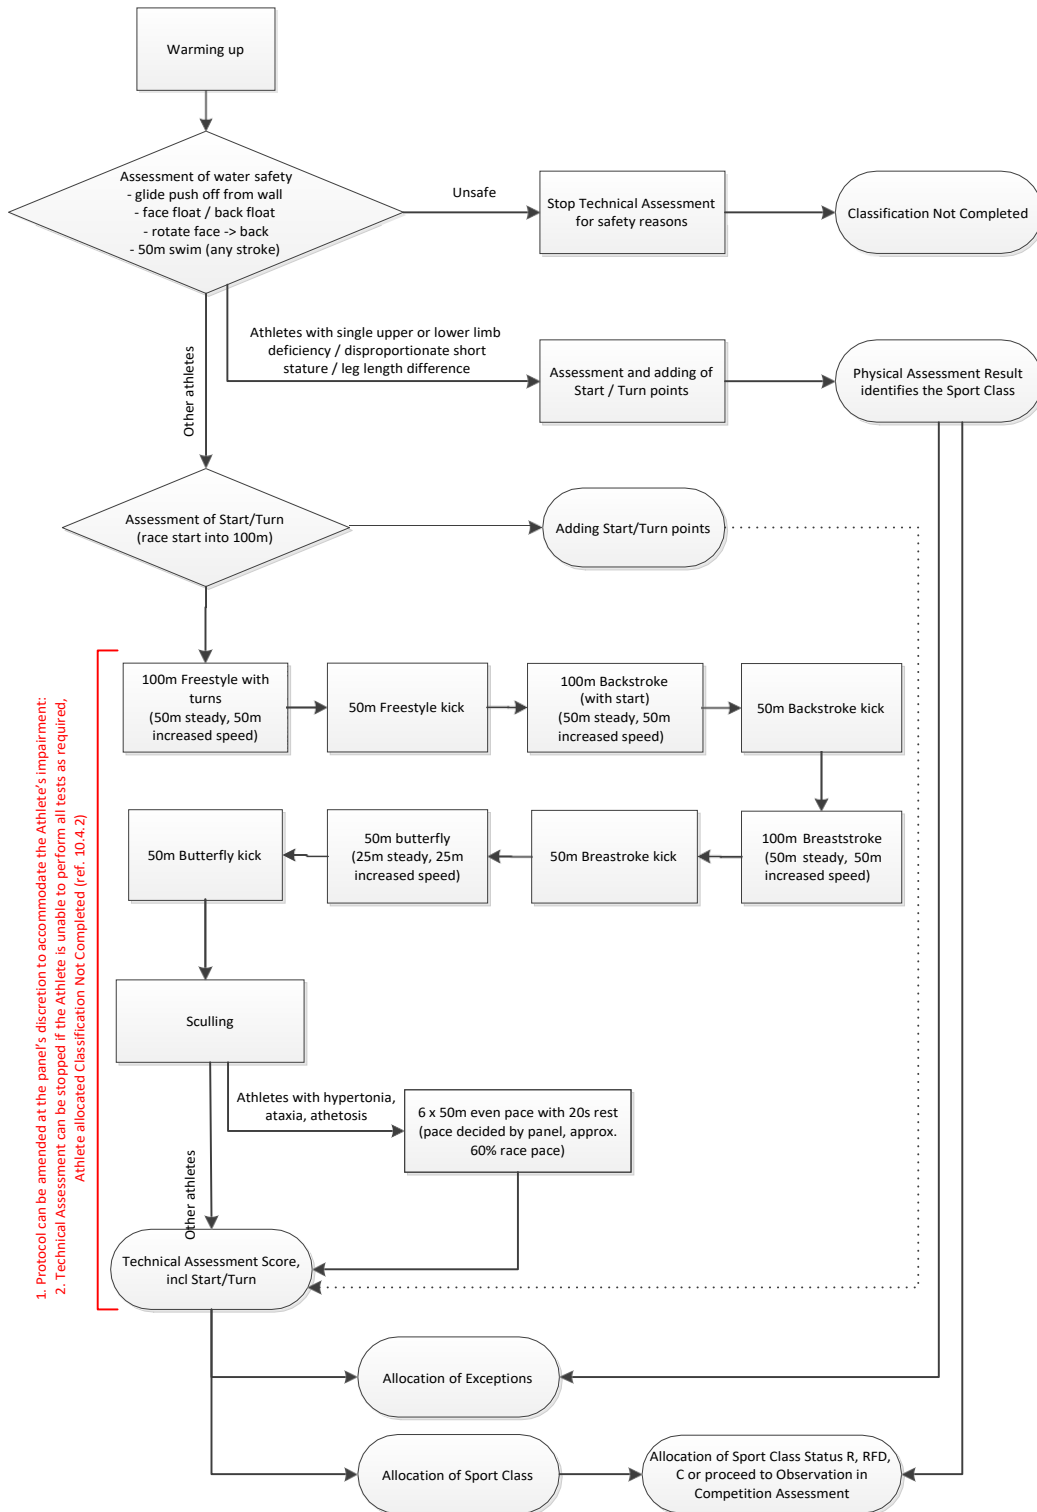 Warming up
Assessment of water safety
- glide push off from wall
- face float / back float
- rotate face -> back
- 50m swim (any stroke)
Unsafe
Stop Technical Assessment
for safety reasons
Classification Not Completed
Athletes with single upper or lower limb
deficiency / disproportionate short
stature / leg length difference
Assessment and adding of
Start / Turn points
Physical Assessment Result
identifies the Sport Class
Other athletes
Assessment of Start/Turn
(race start into 100m)
Adding Start/Turn points
1. Protocol can be amended at the panel's discretion to accommodate the Athlete's impairment:
2. Technical Assessment can be stopped if the Athlete is unable to perform all tests as required,
Athlete allocated Classification Not Completed (ref. 10.4.2)
100m Freestyle with
turns
(50m steady, 50m
increased speed)
50m Freestyle kick
100m Backstroke
(with start)
(50m steady, 50m
increased speed)
50m Backstroke kick
50m Butterfly kick
50m butterfly
(25m steady, 25m
increased speed)
50m Breastroke kick
100m Breaststroke
(50m steady, 50m
increased speed)
Sculling
Athletes with hypertonia,
ataxia, athetosis
6 x 50m even pace with 20s rest
(pace decided by panel, approx.
60% race pace)
Other athletes
Technical Assessment Score,
incl Start/Turn
Allocation of Exceptions
Allocation of Sport Class
Allocation of Sport Class Status R, RFD,
C or proceed to Observation in
Competition Assessment